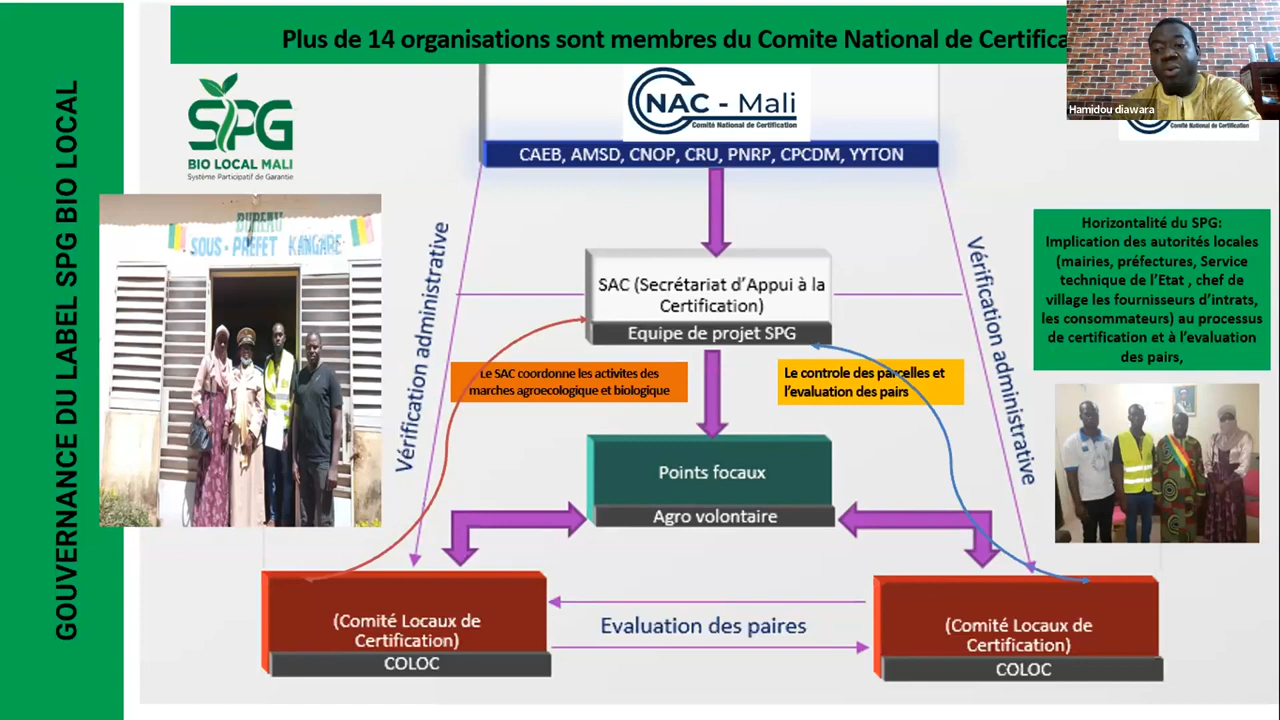 Plus de 14 organisations sont membres du Comite National de Certifica
Hamidou diawara
GOUVERNANCE DU LABEL SPG BIO LOCAL
SPG
BIO LOCAL MALI
Système Participatif de Garantie
CNAC - Mali
Comité National de Certification
Comité National de Certification
CAEB, AMSD, CNOP, CRU, PNRP, CPCDM, YYTON
BUREAU
SOUS-PREFET KANGARE
Vérification administrative
SAC (Secrétariat d’Appui à la
Certification)
Equipe de projet SPG
Vérification administrative
Horizontalité du SPG:
Implication des autorités locales
(mairies, préfectures, Service
technique de l’Etat , chef de
village les fournisseurs d’intrats,
les consommateurs) au processus
de certification et à l’evaluation
des pairs,
Le SAC coordonne les activites des
marches agroecologique et biologique
Le controle des parcelles et
l’evaluation des pairs
Points focaux
Agro volontaire
(Comité Locaux de
Certification)
COLOC
Evaluation des paires
(Comité Locaux de
Certification)
COLOC